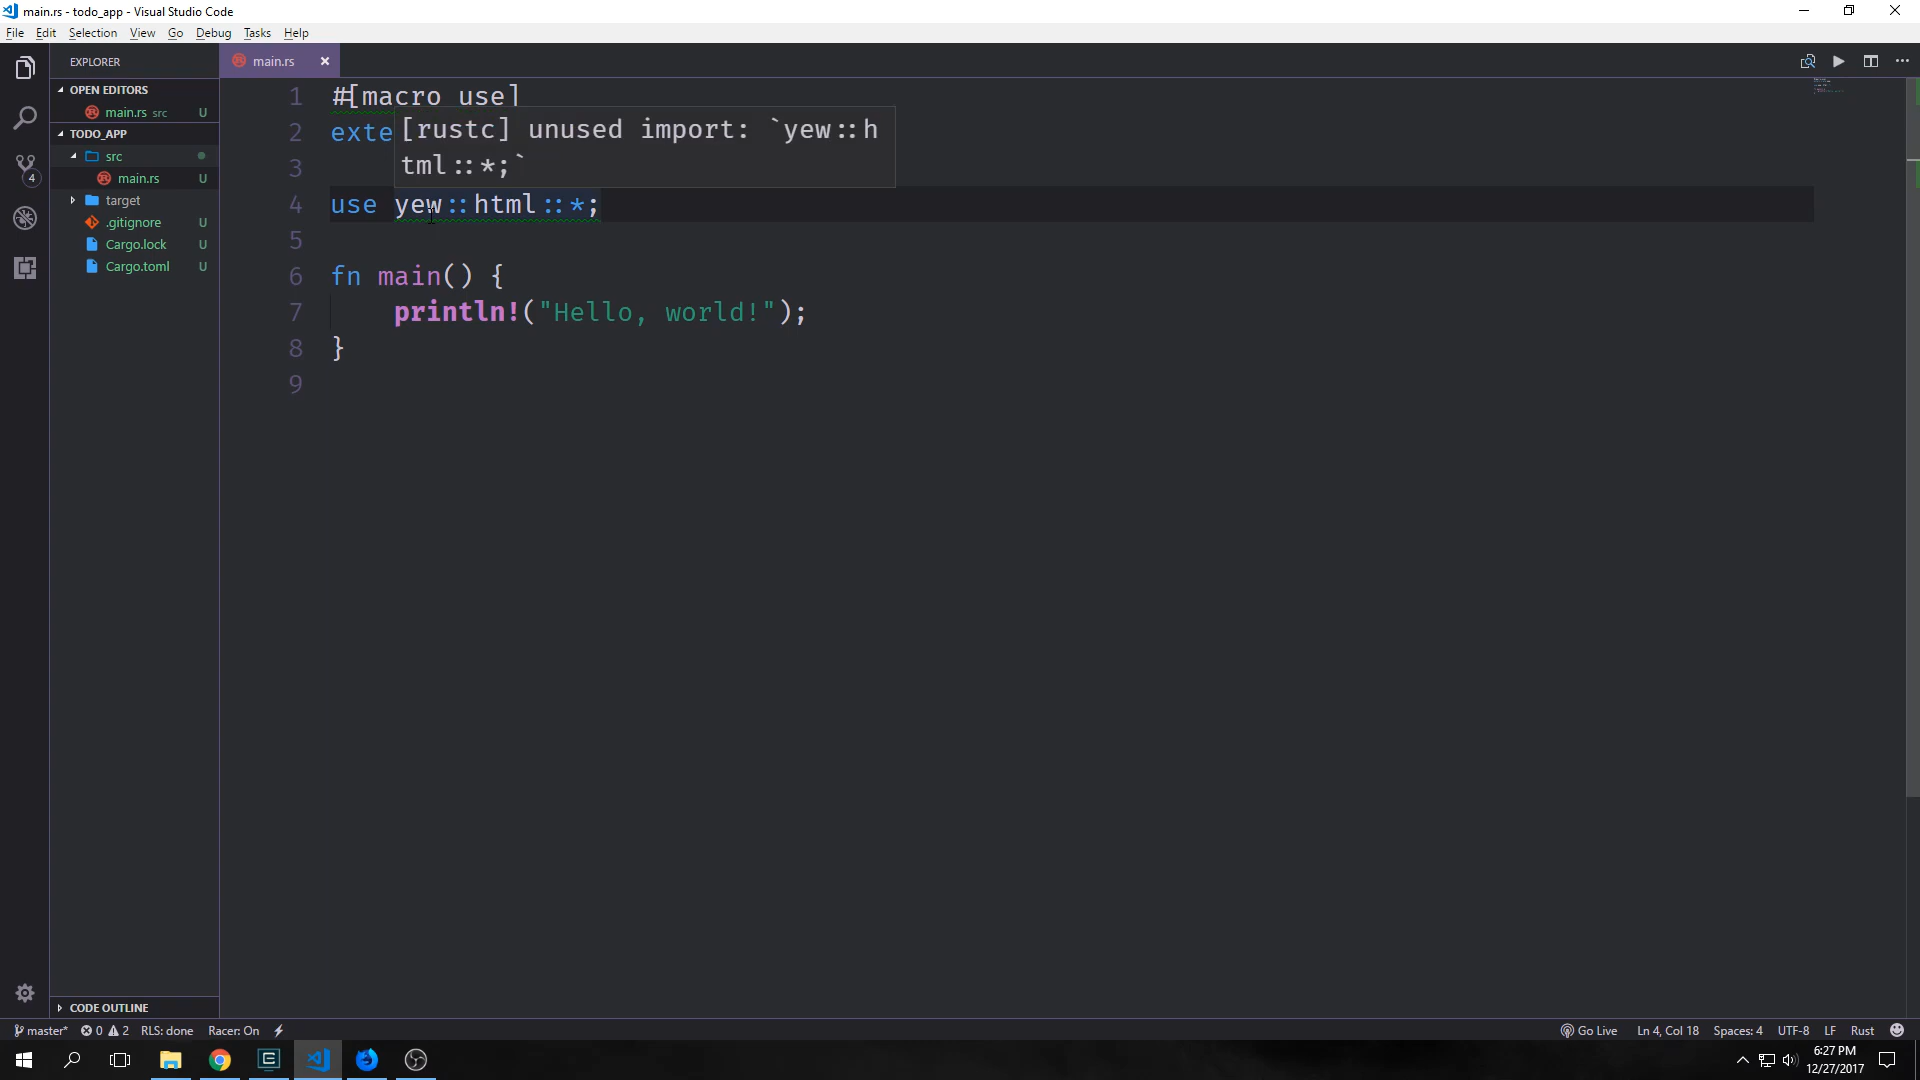 main.rs - todo_app - Visual Studio Code
File Edit Selection View Go Debug Tasks Help
EXPLORER
OPEN EDITORS
main.rs src U
TODO_APP
src
main.rs U
target
.gitignore U
Cargo.lock U
Cargo.toml U
CODE OUTLINE
4
main.rs
1 #[macro_use]
2 exte
[rustc] unused import: `yew::h
tml::*;`
3
4 use yew::html::*;
5
6 fn main() {
7 println!("Hello, world!");
8 }
9
master* 0 2 RLS: done Racer: On Go Live Ln 4, Col 18 Spaces: 4 UTF-8 LF Rust
6:27 PM
12/27/2017